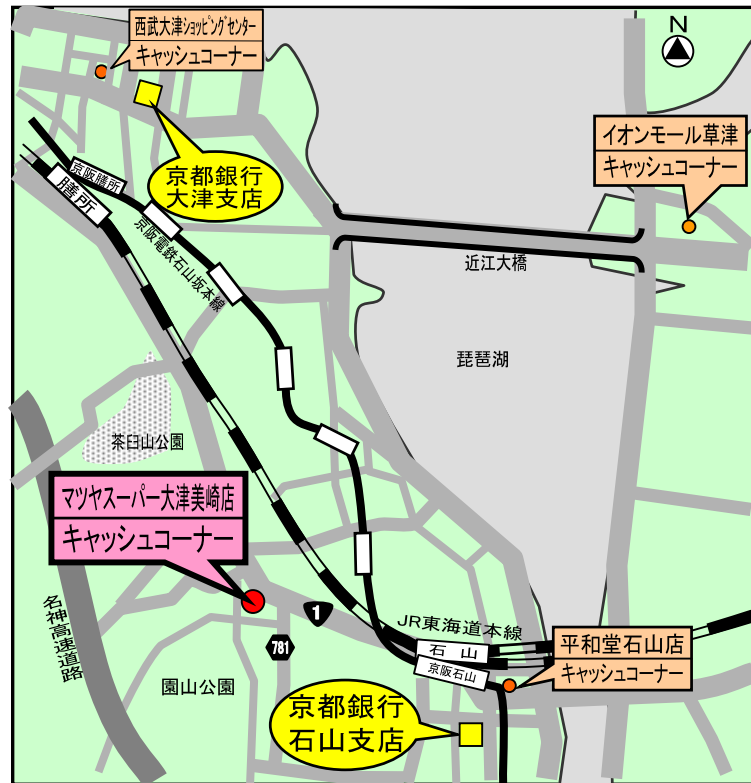 西武大津ショッピングセンター
キャッシュコーナー
N
イオンモール草津
キャッシュコーナー
京都銀行
大津支店
京阪膳所
膳所
京阪電鉄石山坂本線
近江大橋
琵琶湖
茶臼山公園
マツヤスーパー大津美崎店
キャッシュコーナー
名神高速道路
1
JR東海道本線
781
石山
京阪石山
平和堂石山店
キャッシュコーナー
園山公園
京都銀行
石山支店